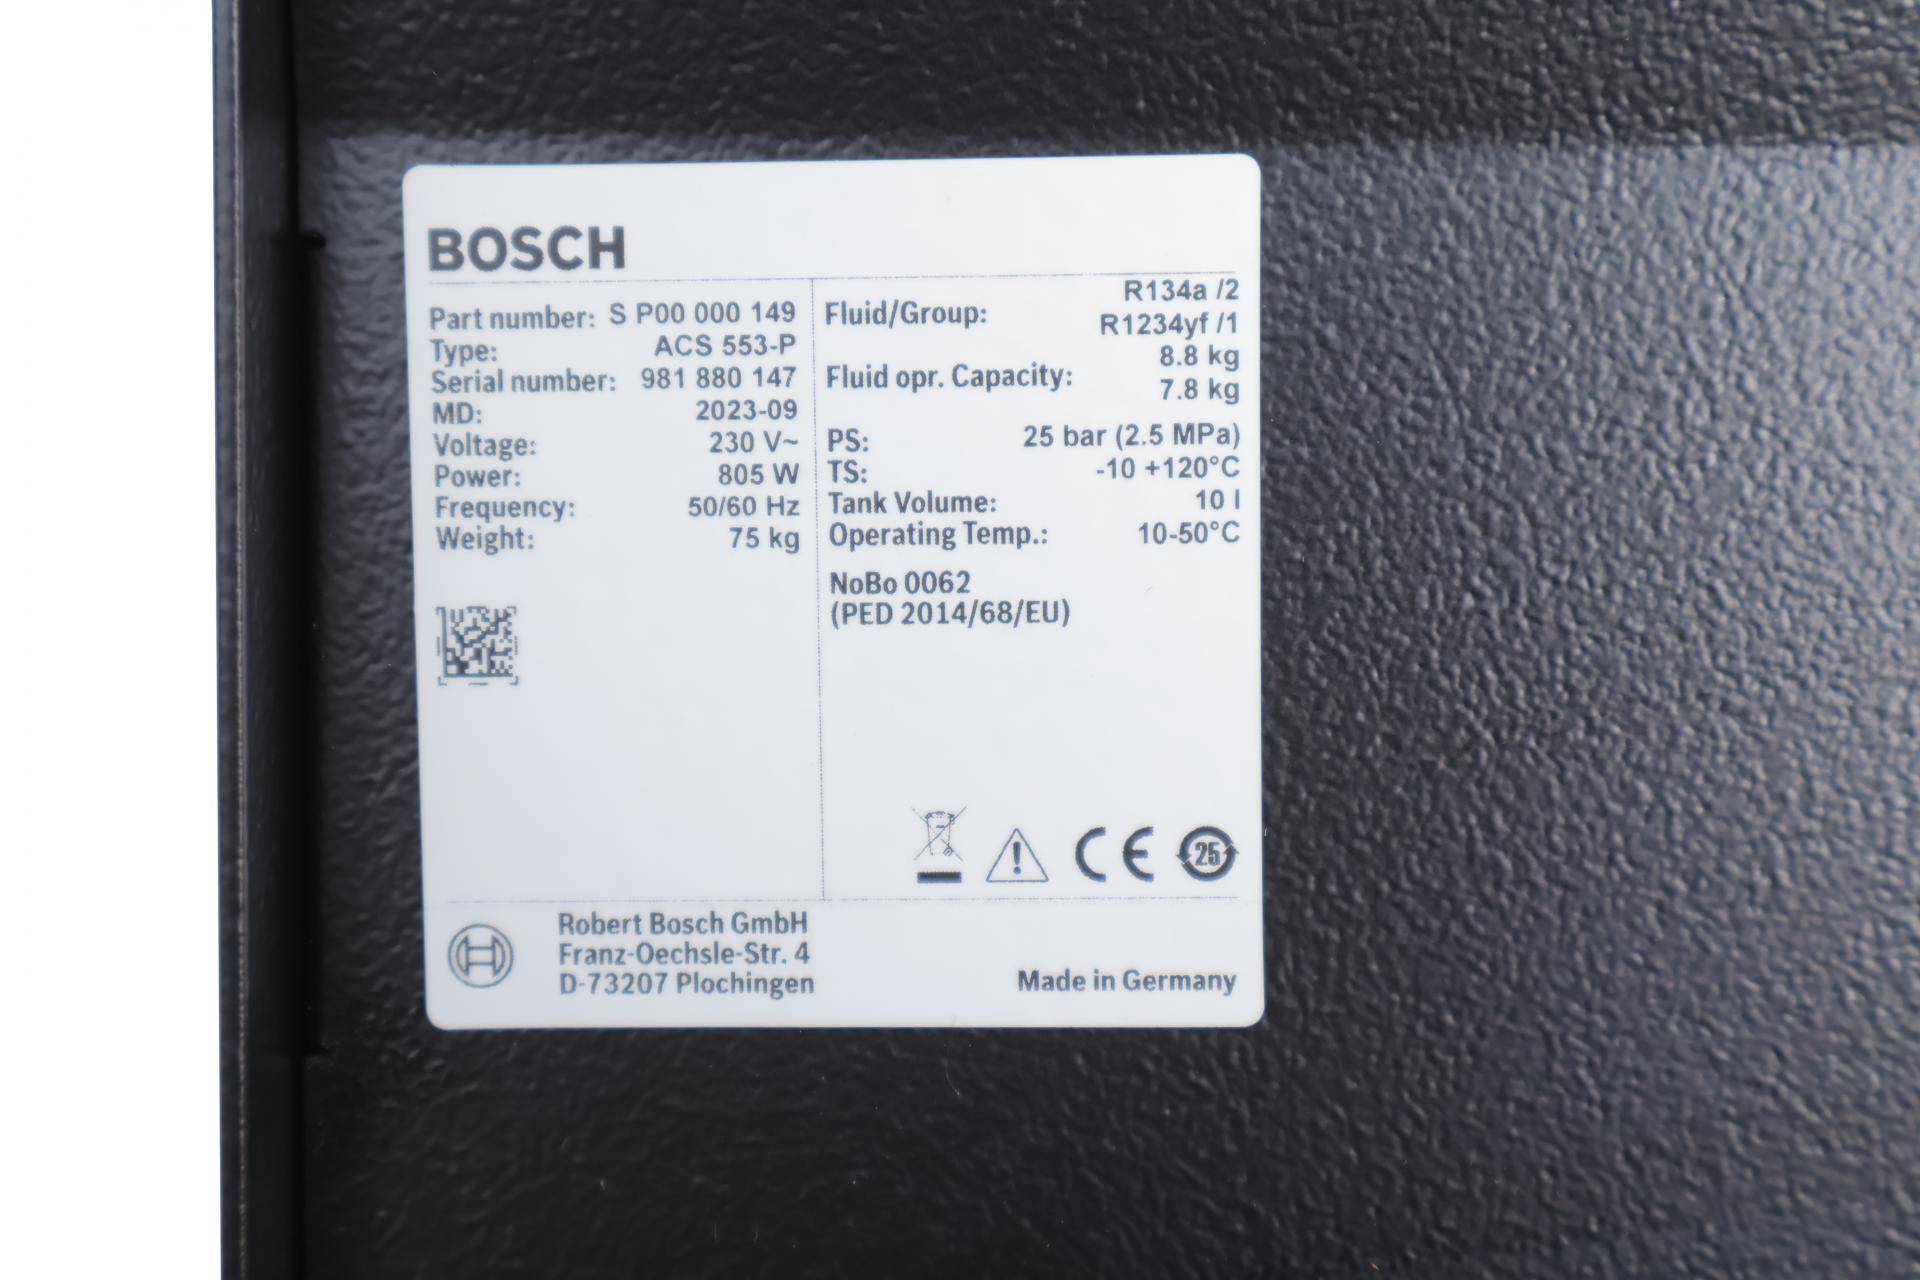 BOSCH
Part number: S P00 000 149
Type: ACS 553-P
Serial number: 981 880 147
MD: 2023-09
Voltage: 230 V~
Power: 805 W
Frequency: 50/60 Hz
Weight: 75 kg
Fluid/Group: R134a /2
R1234yf /1
Fluid opr. Capacity: 8.8 kg
7.8 kg
PS: 25 bar (2.5 MPa)
TS: -10 +120°C
Tank Volume: 10 l
Operating Temp.: 10-50°C
NoBo 0062
(PED 2014/68/EU)
CE 25
Robert Bosch GmbH
Franz-Oechsle-Str. 4
D-73207 Plochingen
Made in Germany